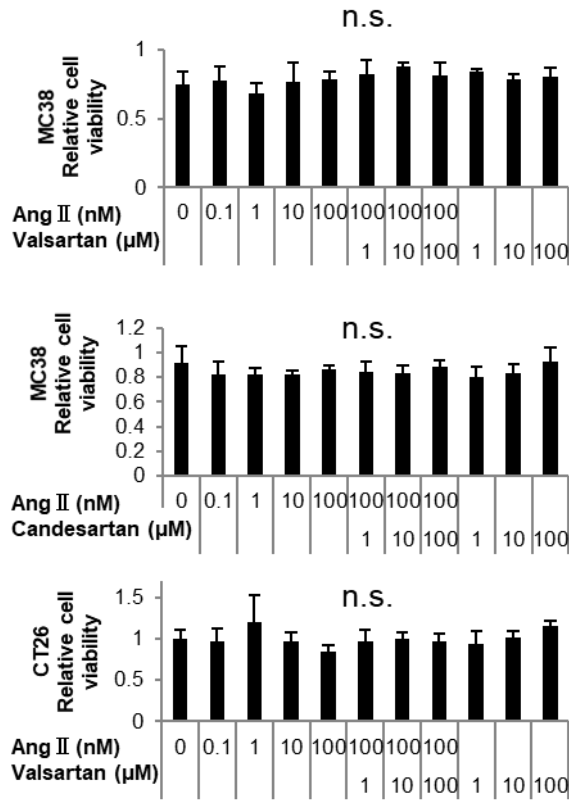 n.s.
MC38
Relative cell
viability
1
0.5
0
Ang Ⅱ (nM) 0 0.1 1 10 100 100 100 100
Valsartan (μM) 1 10 100 1 10 100
n.s.
MC38
Relative cell
viability
1.2
1
0.8
0.6
0.4
0.2
0
Ang Ⅱ (nM) 0 0.1 1 10 100 100 100 100
Candesartan (μM) 1 10 100 1 10 100
n.s.
CT26
Relative cell
viability
1.5
1
0.5
0
Ang Ⅱ (nM) 0 0.1 1 10 100 100 100 100
Valsartan (μM) 1 10 100 1 10 100